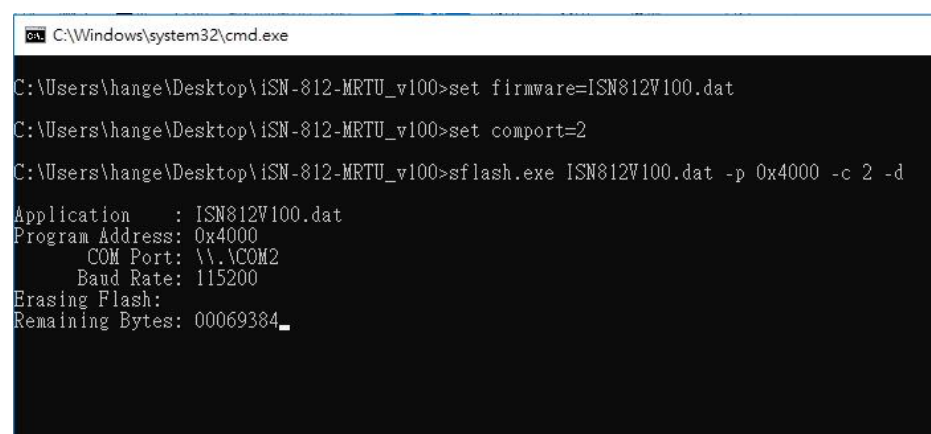 C:\Windows\system32\cmd.exe
C:\Users\hange\Desktop\iSN-812-MRTU_v100>set firmware=ISN812V100.dat
C:\Users\hange\Desktop\iSN-812-MRTU_v100>set comport=2
C:\Users\hange\Desktop\iSN-812-MRTU_v100>sflash.exe ISN812V100.dat -p 0x4000 -c 2 -d
Application    : ISN812V100.dat
Program Address: 0x4000
COM Port: \\.\COM2
Baud Rate: 115200
Erasing Flash:
Remaining Bytes: 00069384